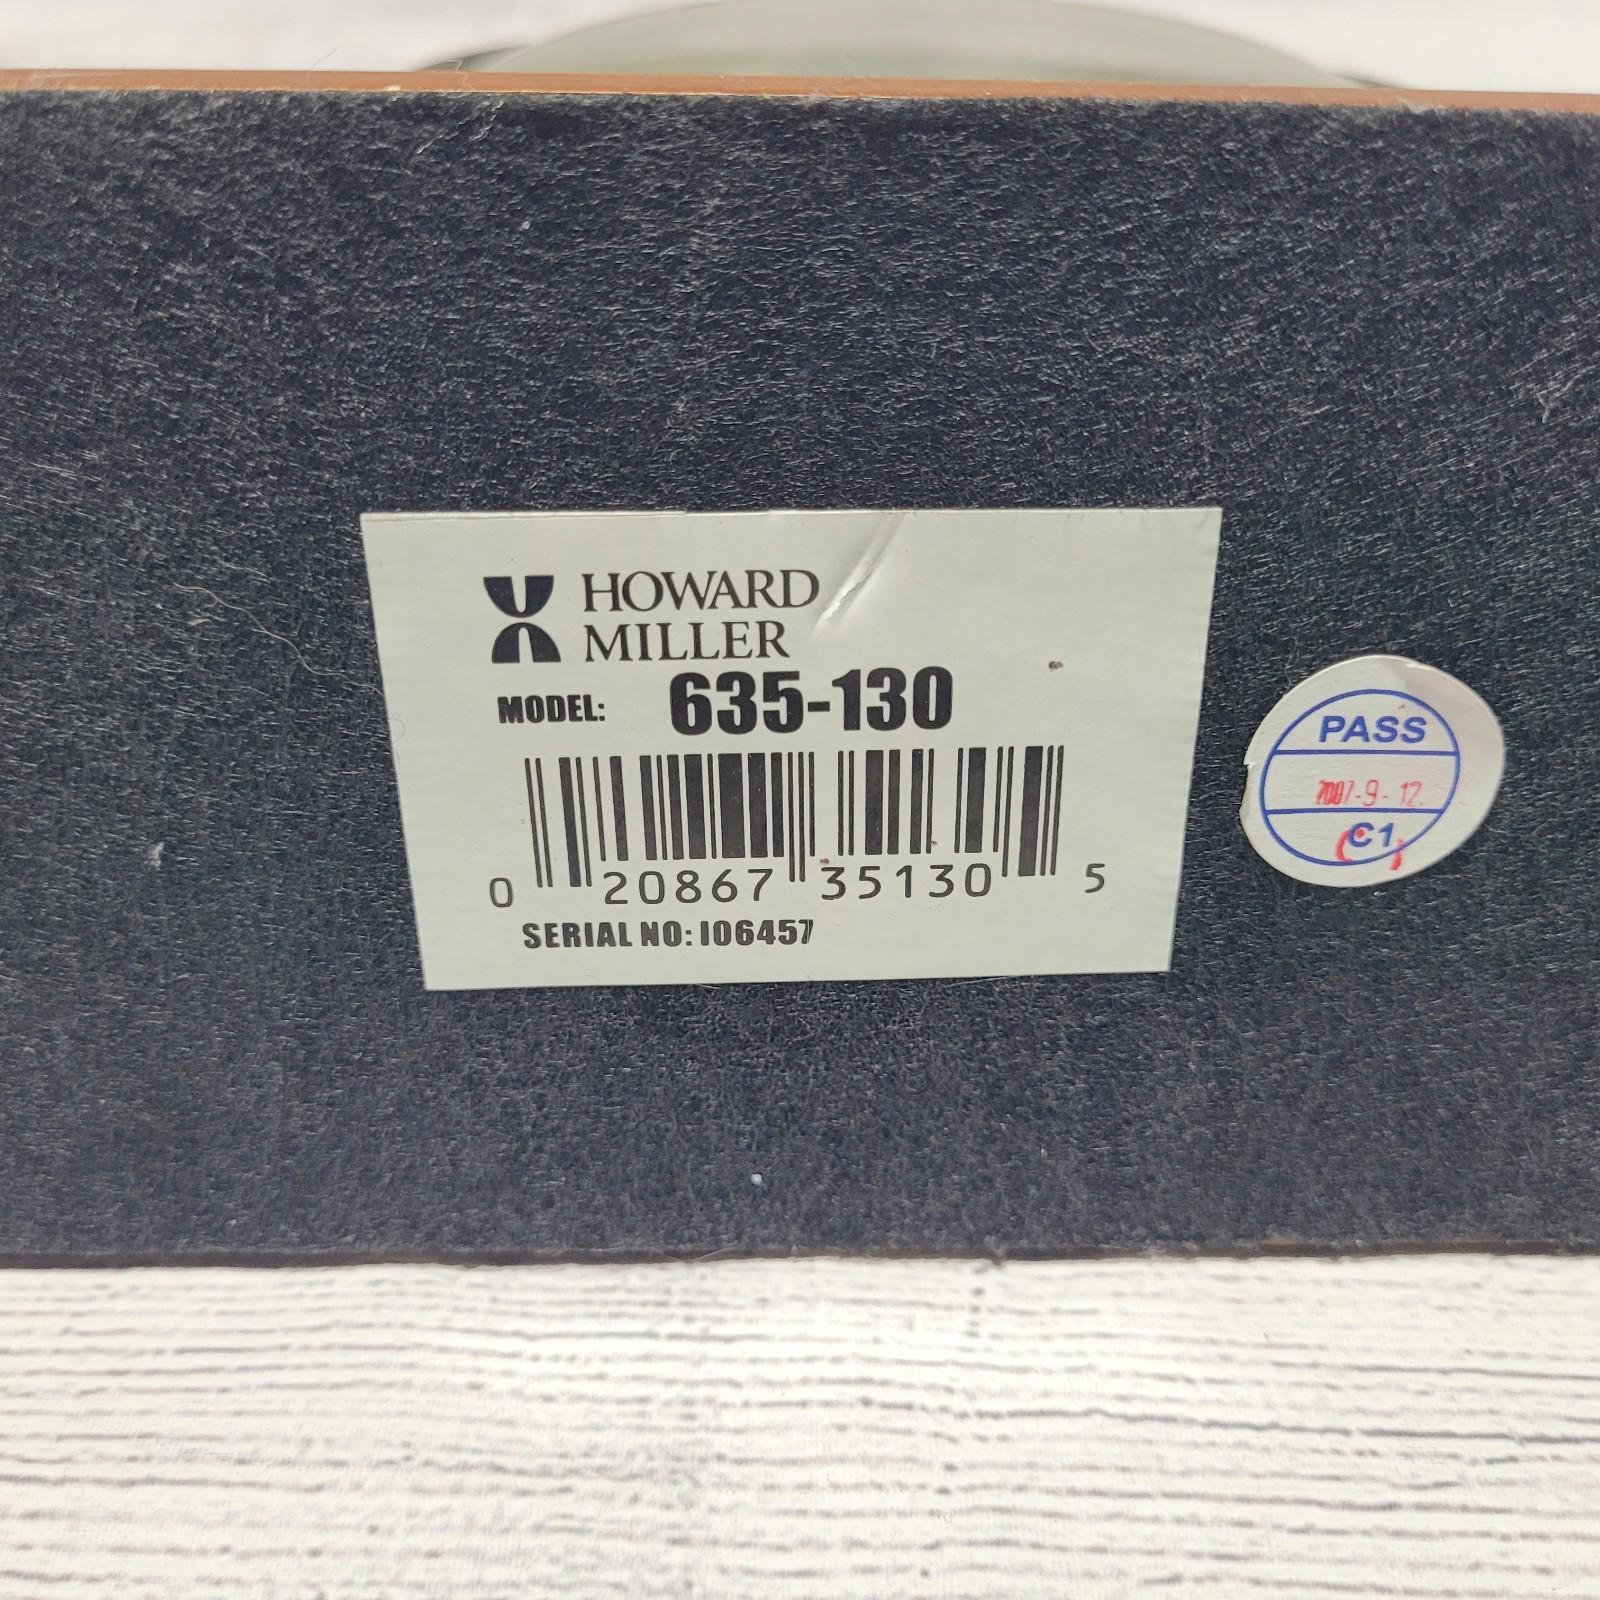 HOWARD
MILLER
MODEL: 635-130
0 20867 35130 5
SERIAL NO: I06457
PASS
2007-9-12.
C1